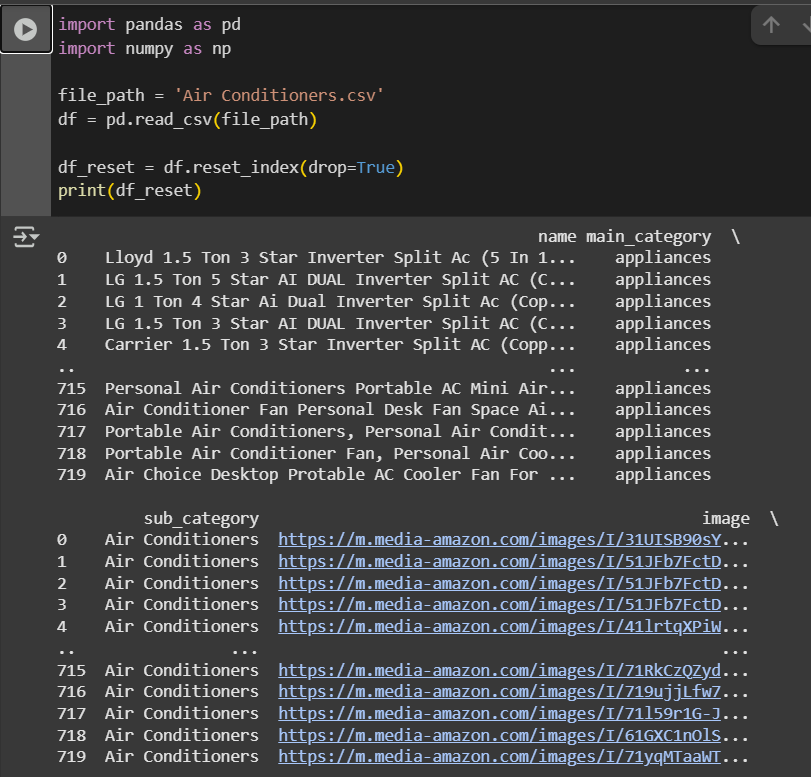 import pandas as pd
import numpy as np
file_path = 'Air Conditioners.csv'
df = pd.read_csv(file_path)
df_reset = df.reset_index(drop=True)
print(df_reset)
name main_category \
0 Lloyd 1.5 Ton 3 Star Inverter Split Ac (5 In 1... appliances
1 LG 1.5 Ton 5 Star AI DUAL Inverter Split AC (C... appliances
2 LG 1 Ton 4 Star Ai Dual Inverter Split Ac (Cop... appliances
3 LG 1.5 Ton 3 Star AI DUAL Inverter Split AC (C... appliances
4 Carrier 1.5 Ton 3 Star Inverter Split AC (Copp... appliances
.. ... ...
715 Personal Air Conditioners Portable AC Mini Air... appliances
716 Air Conditioner Fan Personal Desk Fan Space Ai... appliances
717 Portable Air Conditioners, Personal Air Condit... appliances
718 Portable Air Conditioner Fan, Personal Air Coo... appliances
719 Air Choice Desktop Protable AC Cooler Fan For ... appliances
sub_category image \
0 Air Conditioners https://m.media-amazon.com/images/I/31UISB90sY...
1 Air Conditioners https://m.media-amazon.com/images/I/51JFb7FctD...
2 Air Conditioners https://m.media-amazon.com/images/I/51JFb7FctD...
3 Air Conditioners https://m.media-amazon.com/images/I/51JFb7FctD...
4 Air Conditioners https://m.media-amazon.com/images/I/41lrtqXPiW...
.. ... ...
715 Air Conditioners https://m.media-amazon.com/images/I/71RkCzQZyd...
716 Air Conditioners https://m.media-amazon.com/images/I/719ujjLfw7...
717 Air Conditioners https://m.media-amazon.com/images/I/71l59r1G-J...
718 Air Conditioners https://m.media-amazon.com/images/I/61GXC1nOlS...
719 Air Conditioners https://m.media-amazon.com/images/I/71yqMTaaWT...